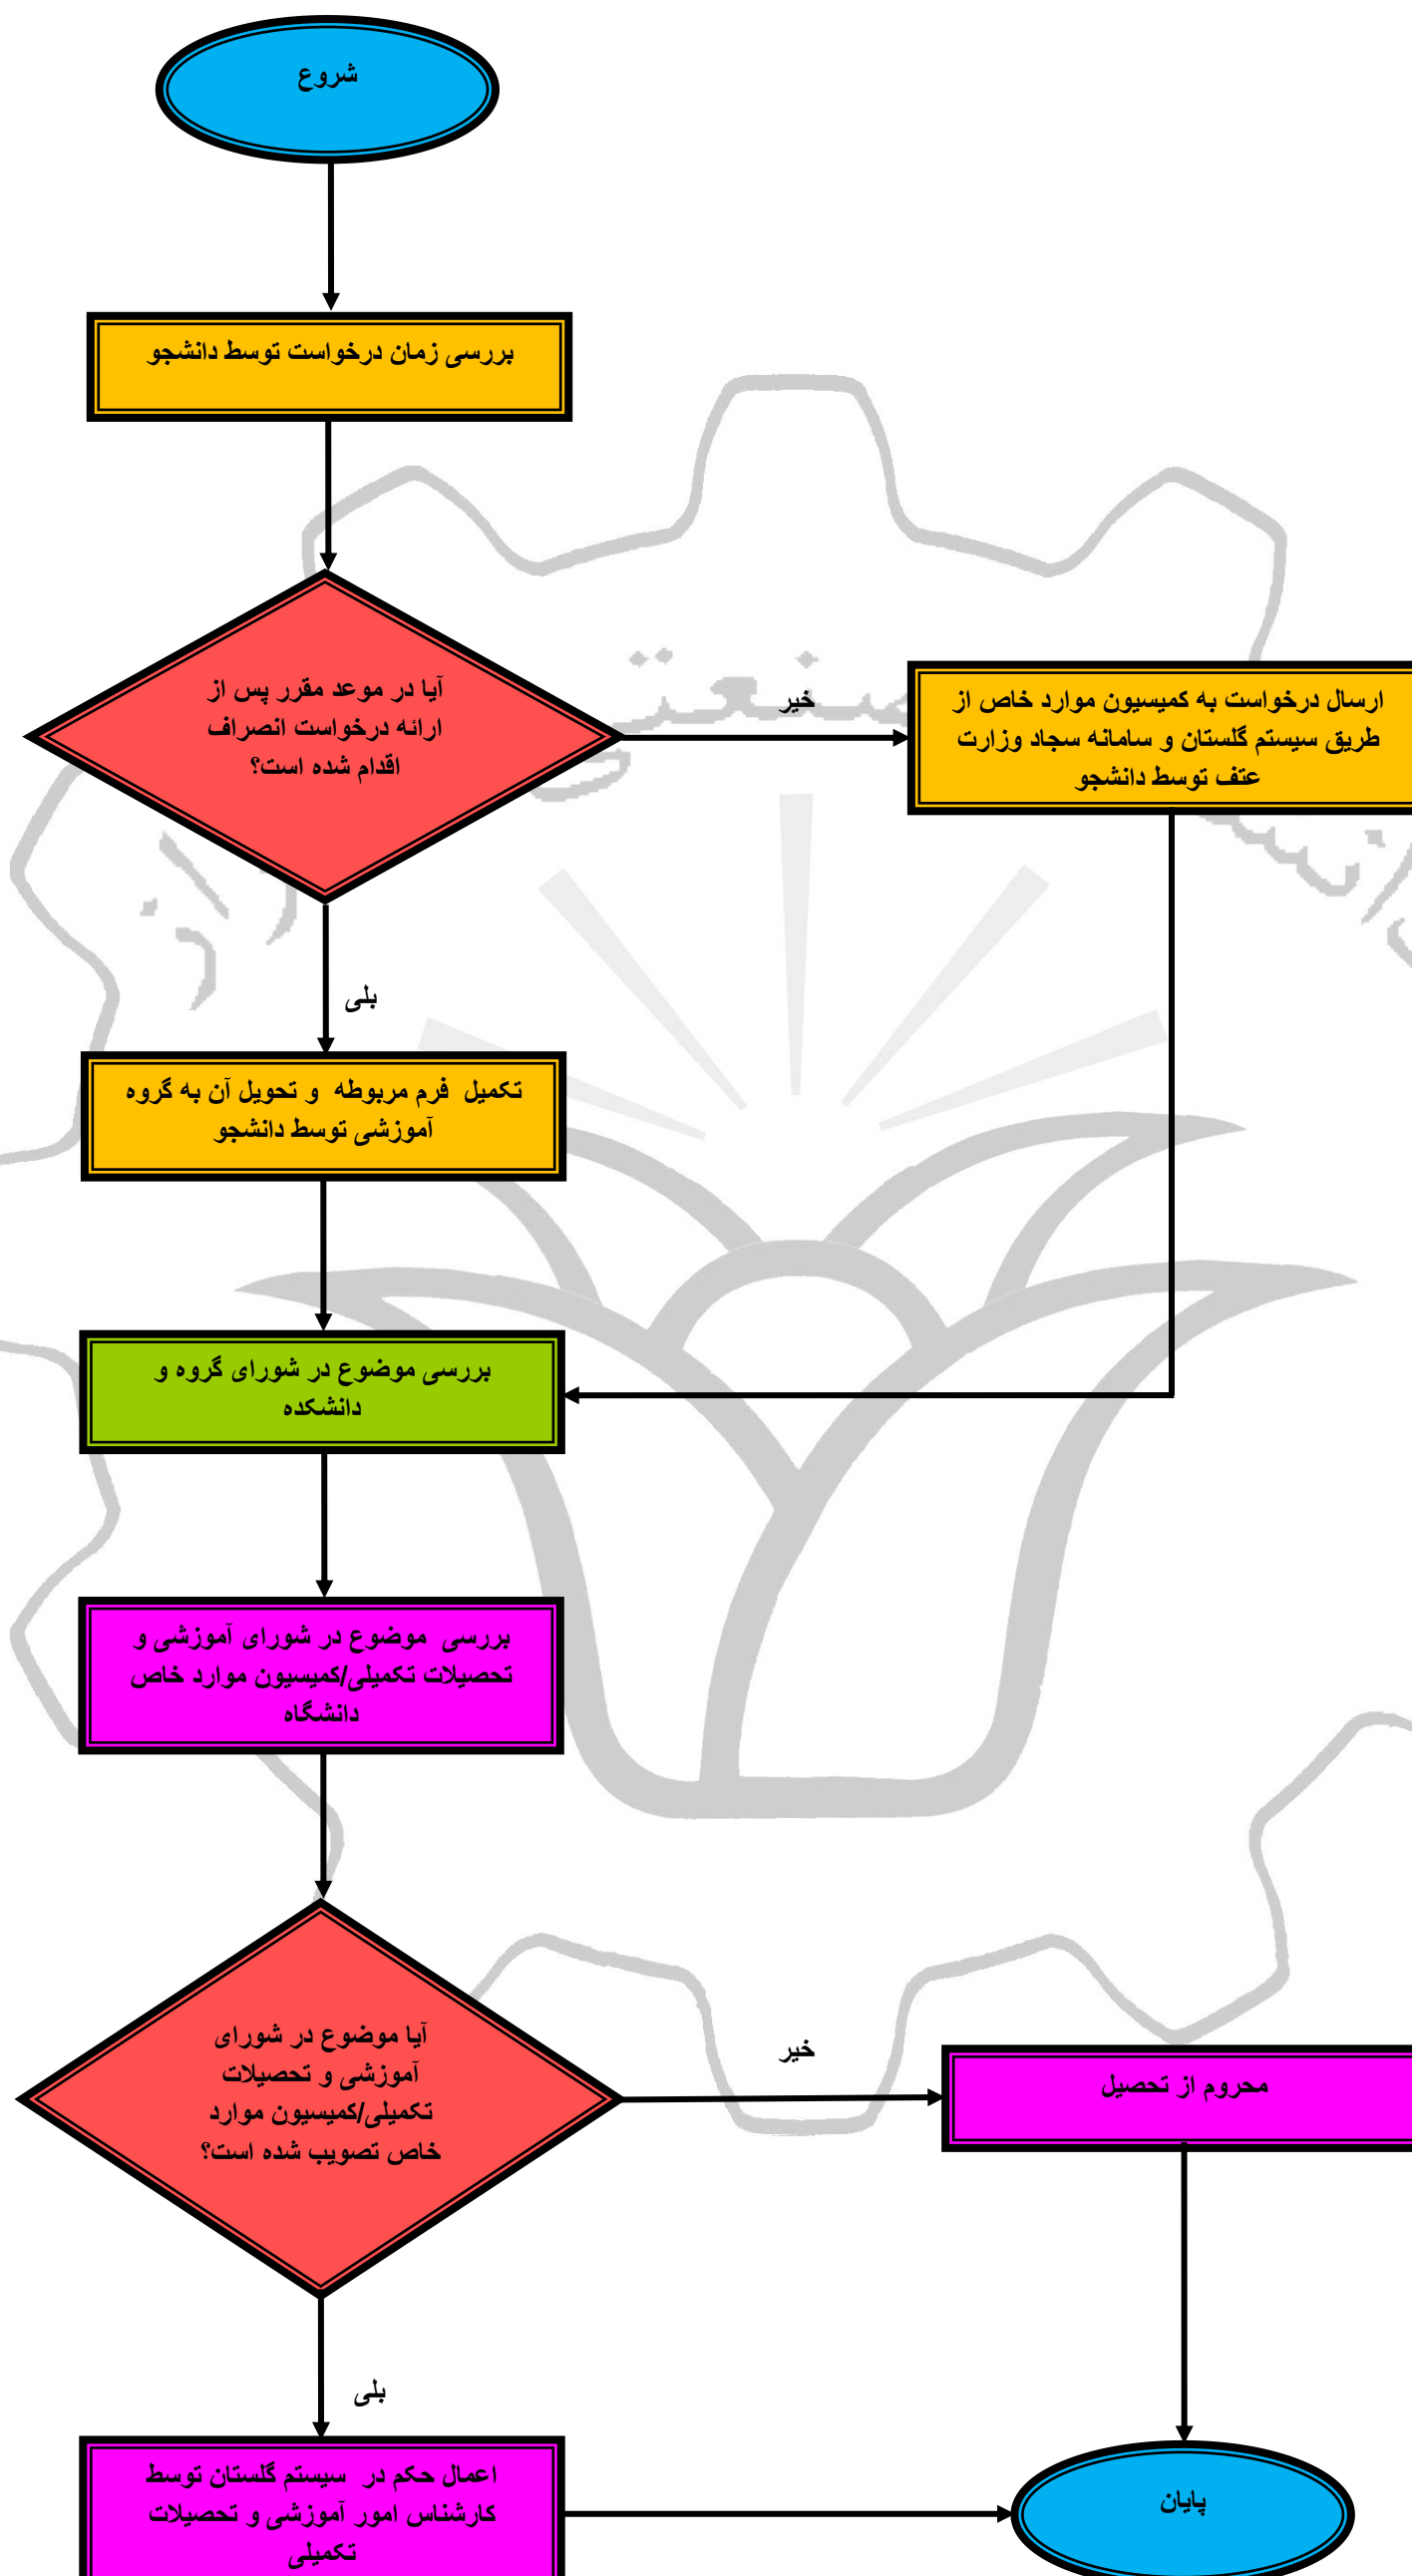 شروع
بررسی زمان درخواست توسط دانشجو
آیا در موعد مقرر پس از
ارائه درخواست انصراف
اقدام شده است؟
خیر
ارسال درخواست به کمیسیون موارد خاص از
طریق سیستم گلستان و سامانه سجاد وزارت
عتف توسط دانشجو
بلی
تکمیل فرم مربوطه و تحویل آن به گروه
آموزشی توسط دانشجو
بررسی موضوع در شورای گروه و
دانشکده
بررسی موضوع در شورای آموزشی و
تحصیلات تکمیلی/کمیسیون موارد خاص
دانشگاه
آیا موضوع در شورای
آموزشی و تحصیلات
تکمیلی/کمیسیون موارد
خاص تصویب شده است؟
خیر
محروم از تحصیل
بلی
اعمال حکم در سیستم گلستان توسط
کارشناس امور آموزشی و تحصیلات
تکمیلی
پایان